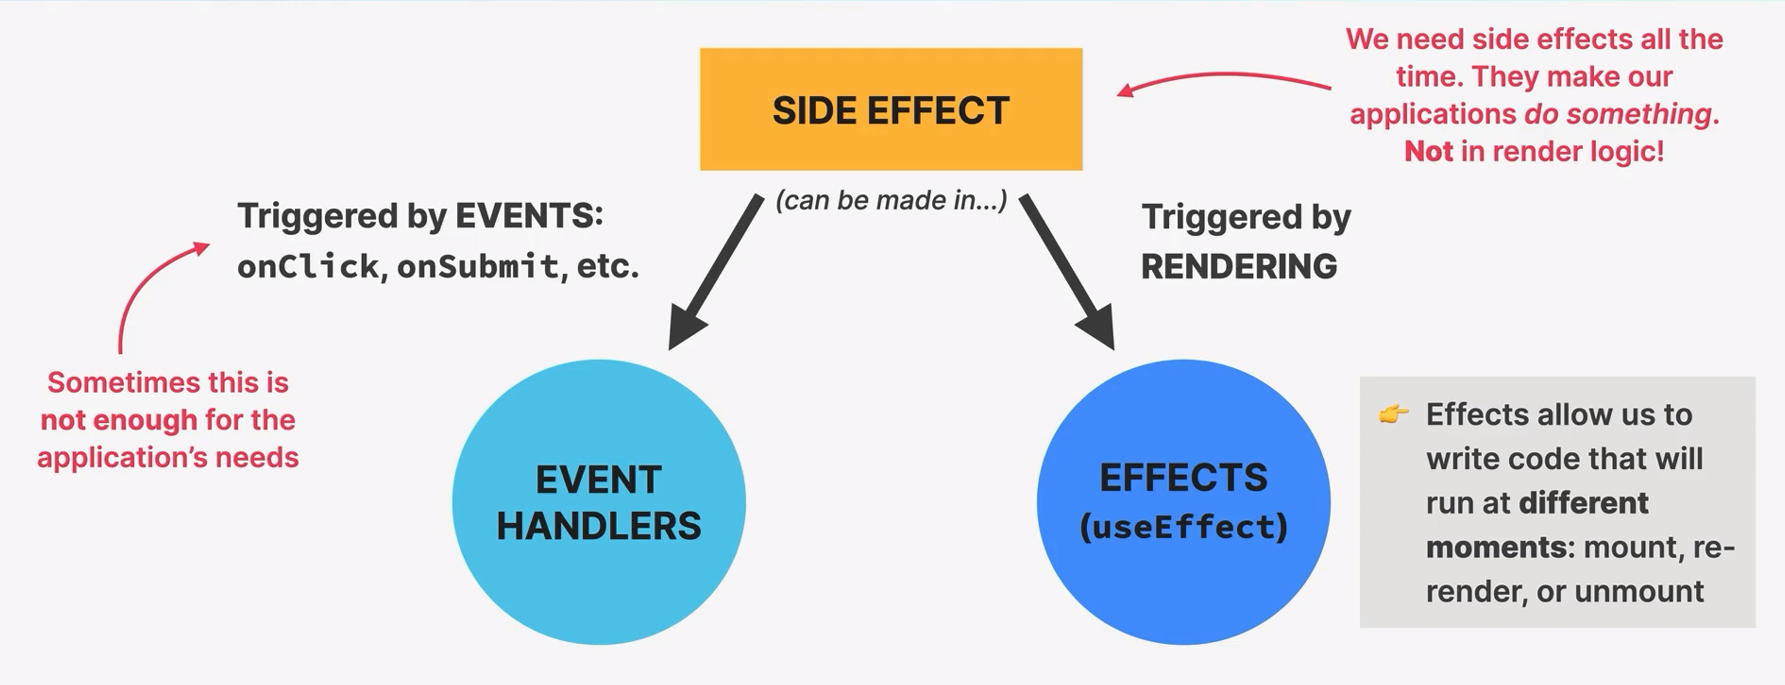 SIDE EFFECT
(can be made in...)
We need side effects all the
time. They make our
applications do something.
Not in render logic!
Triggered by EVENTS:
onClick, onSubmit, etc.
Triggered by
RENDERING
Sometimes this is
not enough for the
application’s needs
EVENT
HANDLERS
EFFECTS
(useEffect)
👉 Effects allow us to
write code that will
run at different
moments: mount, re-
render, or unmount